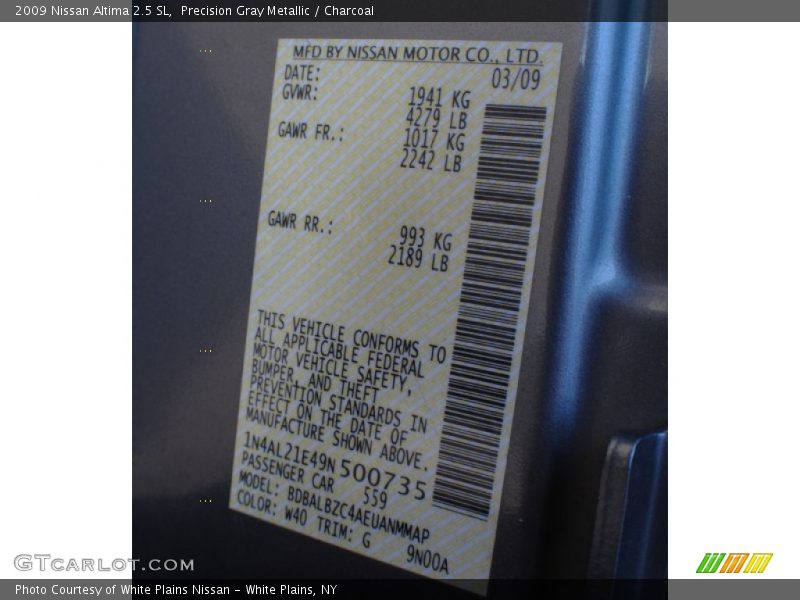 2009 Nissan Altima 2.5 SL,  Precision Gray Metallic / Charcoal
MFD BY NISSAN MOTOR CO., LTD.
DATE: 03/09
GVWR: 1941 KG
4279 LB
GAWR FR.: 1017 KG
2242 LB
GAWR RR.: 993 KG
2189 LB
THIS VEHICLE CONFORMS TO
ALL APPLICABLE FEDERAL
MOTOR VEHICLE SAFETY,
BUMPER, AND THEFT
PREVENTION STANDARDS IN
EFFECT ON THE DATE OF
MANUFACTURE SHOWN ABOVE.
1N4AL21E49N500735
PASSENGER CAR 559
MODEL: BDBALBZC4AEUANMMAP
COLOR: W40 TRIM: G 9N00A
GTCarlot.com
Photo Courtesy of White Plains Nissan - White Plains, NY